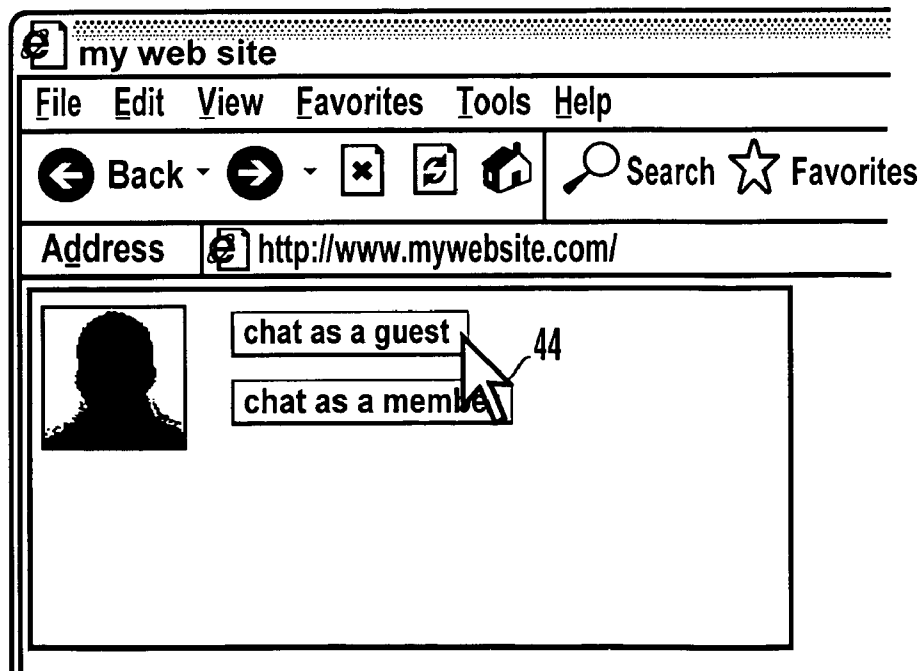 my web site
File Edit View Favorites Tools Help
Back Search Favorites
Address http://www.mywebsite.com/
chat as a guest
44
chat as a membe